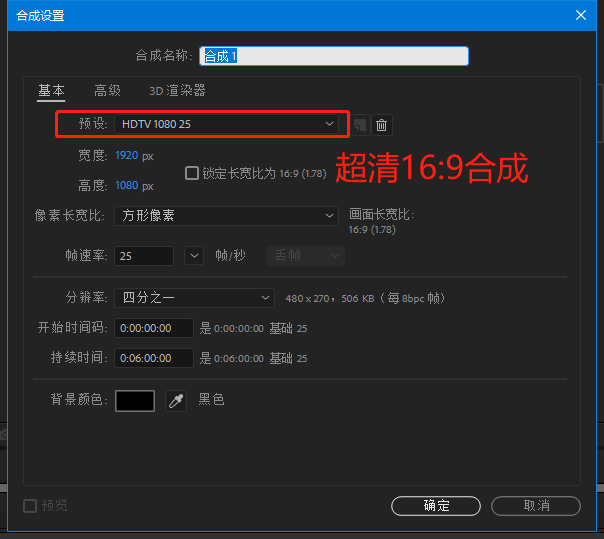 合成设置
合成名称: 合成 1
基本 高级 3D 渲染器
预设: HDTV 1080 25
宽度: 1920 px
锁定长宽比为 16:9 (1.78)
超清16:9合成
高度: 1080 px
像素长宽比: 方形像素
画面长宽比:
16:9 (1.78)
帧速率: 25 帧/秒 丢帧
分辨率: 四分之一 480 x 270，506 KB（每 8bpc 帧）
开始时间码: 0:00:00:00 是 0:00:00:00 基础 25
持续时间: 0:06:00:00 是 0:06:00:00 基础 25
背景颜色: 黑色
预览 确定 取消